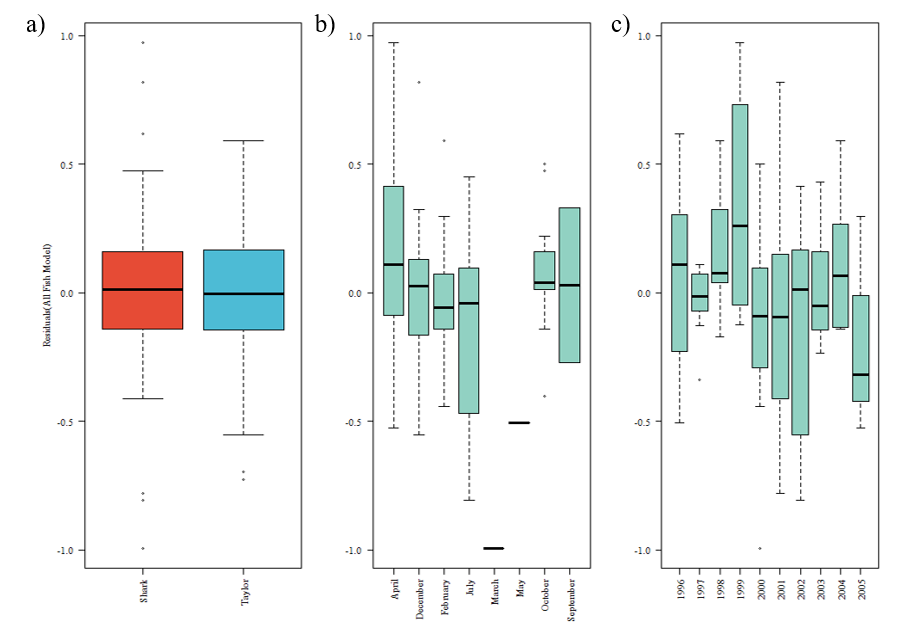 a)
b)
c)
Residuals(All Fish Model)
1.0
0.5
0.0
-0.5
-1.0
Shark
Taylor
1.0
0.5
0.0
-0.5
-1.0
April
December
February
July
March
May
October
September
1.0
0.5
0.0
-0.5
-1.0
1996
1997
1998
1999
2000
2001
2002
2003
2004
2005